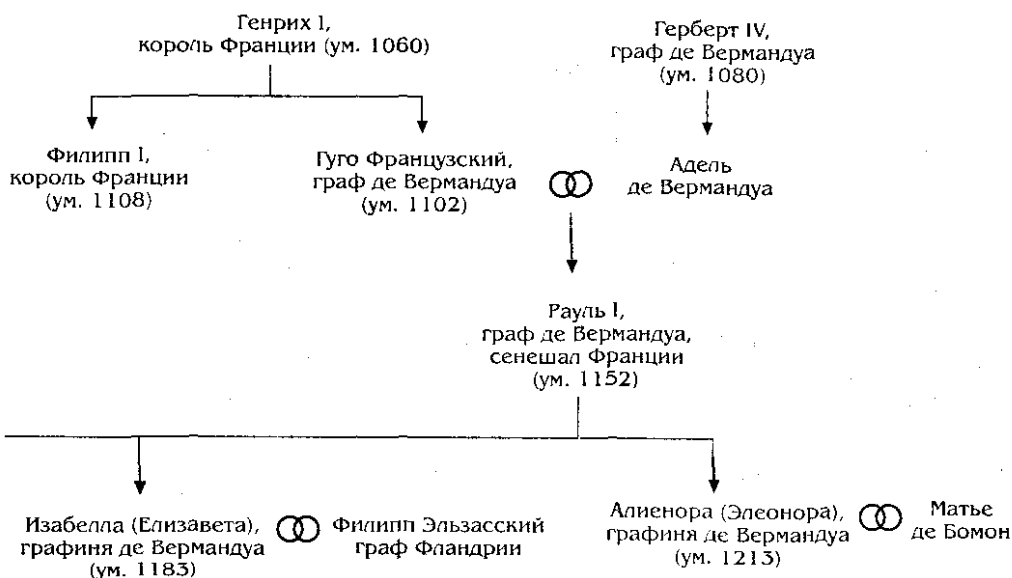 Генрих I,
король Франции (ум. 1060)
Герберт IV,
граф де Вермандуа
(ум. 1080)
Филипп I,
король Франции
(ум. 1108)
Гуго Французский,
граф де Вермандуа
(ум. 1102)
Адель
де Вермандуа
Рауль I,
граф де Вермандуа,
сенешал Франции
(ум. 1152)
Изабелла (Елизавета),
графиня де Вермандуа
(ум. 1183)
Филипп Эльзасский
граф Фландрии
Алиенора (Элеонора),
графиня де Вермандуа
(ум. 1213)
Матье
де Бомон